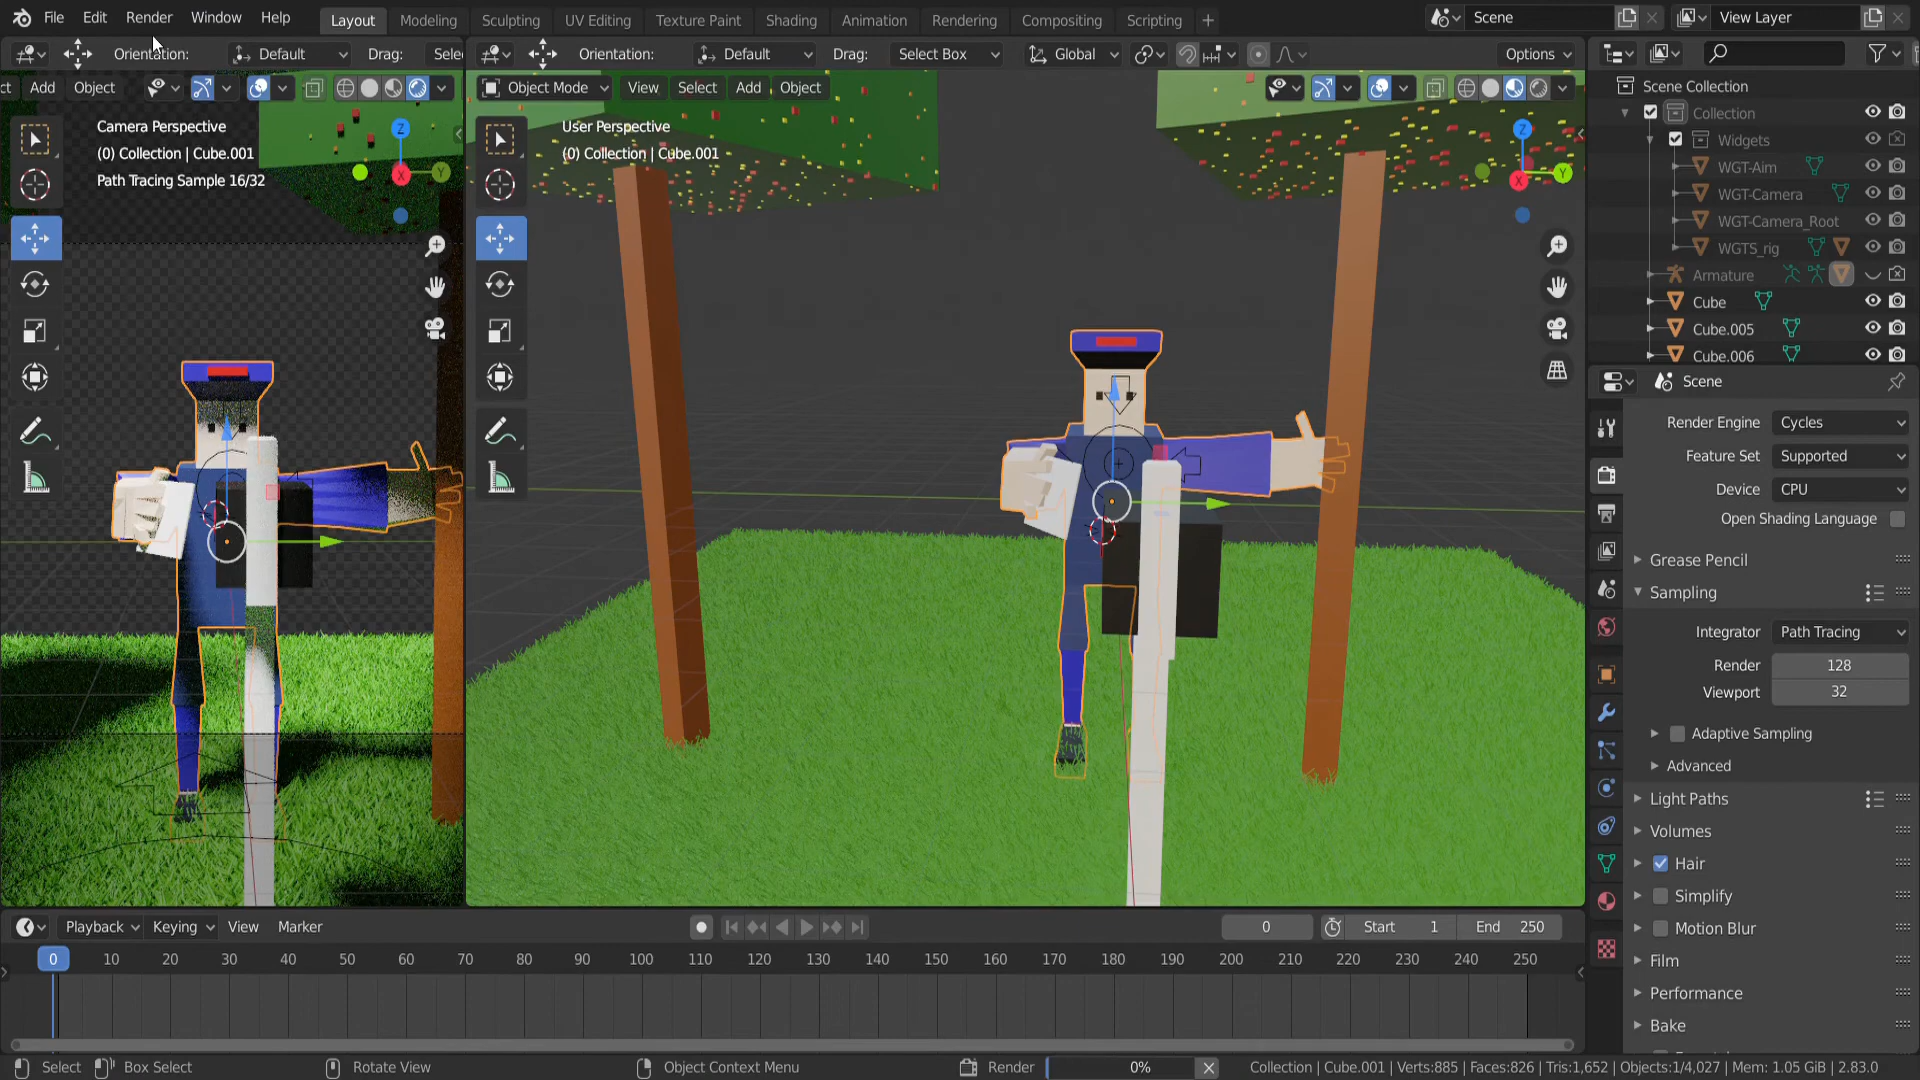 File Edit Render Window Help Layout Modeling Sculpting UV Editing Texture Paint Shading Animation Rendering Compositing Scripting Scene View Layer
Orientation: Default Drag: Sele Orientation: Default Drag: Select Box Global Options
ct Add Object Object Mode View Select Add Object
Scene Collection
Collection
Widgets
WGT-Aim
WGT-Camera
WGT-Camera_Root
WGTS_rig
Armature
Cube
Cube.005
Cube.006
Camera Perspective
(0) Collection | Cube.001
Path Tracing Sample 16/32
Z
X
Y
User Perspective
(0) Collection | Cube.001
Z
X
Y
Scene
Render Engine Cycles
Feature Set Supported
Device CPU
Open Shading Language
Grease Pencil
Sampling
Integrator Path Tracing
Render 128
Viewport 32
Adaptive Sampling
Advanced
Light Paths
Volumes
Hair
Simplify
Motion Blur
Film
Performance
Bake
Playback Keying View Marker 0 Start 1 End 250
0 10 20 30 40 50 60 70 80 90 100 110 120 130 140 150 160 170 180 190 200 210 220 230 240 250
Select Box Select Rotate View Object Context Menu Render 0% Collection | Cube.001 | Verts:885 | Faces:826 | Tris:1,652 | Objects:1/4,027 | Mem: 1.05 GiB | 2.83.0